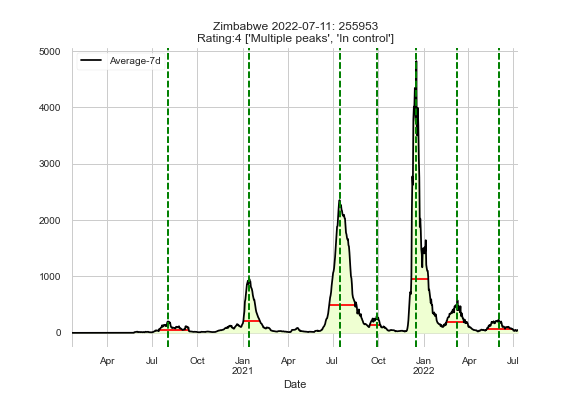 Zimbabwe 2022-07-11: 255953
Rating:4 ['Multiple peaks', 'In control']
Average-7d
5000
4000
3000
2000
1000
0
Apr
Jul
Oct
Jan
2021
Apr
Jul
Oct
Jan
2022
Apr
Jul
Date